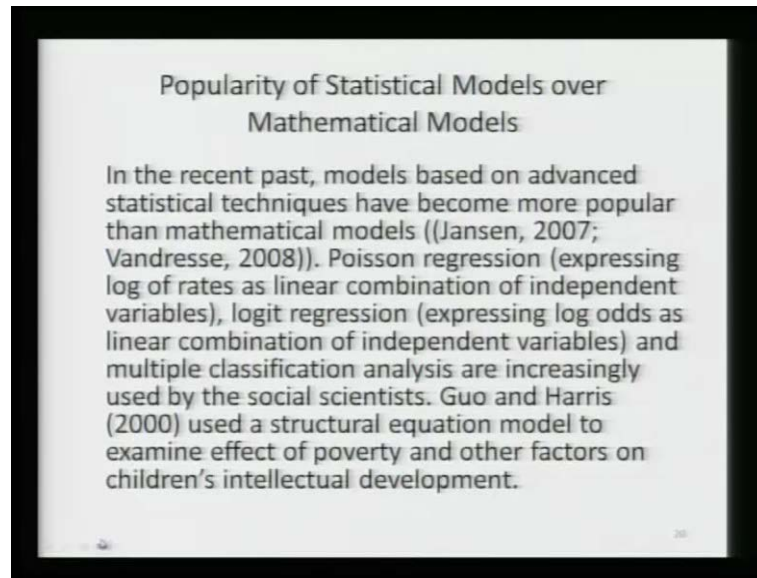 Popularity of Statistical Models over
Mathematical Models
In the recent past, models based on advanced
statistical techniques have become more popular
than mathematical models ((Jansen, 2007;
Vandresse, 2008)). Poisson regression (expressing
log of rates as linear combination of independent
variables), logit regression (expressing log odds as
linear combination of independent variables) and
multiple classification analysis are increasingly
used by the social scientists. Guo and Harris
(2000) used a structural equation model to
examine effect of poverty and other factors on
children's intellectual development.
20